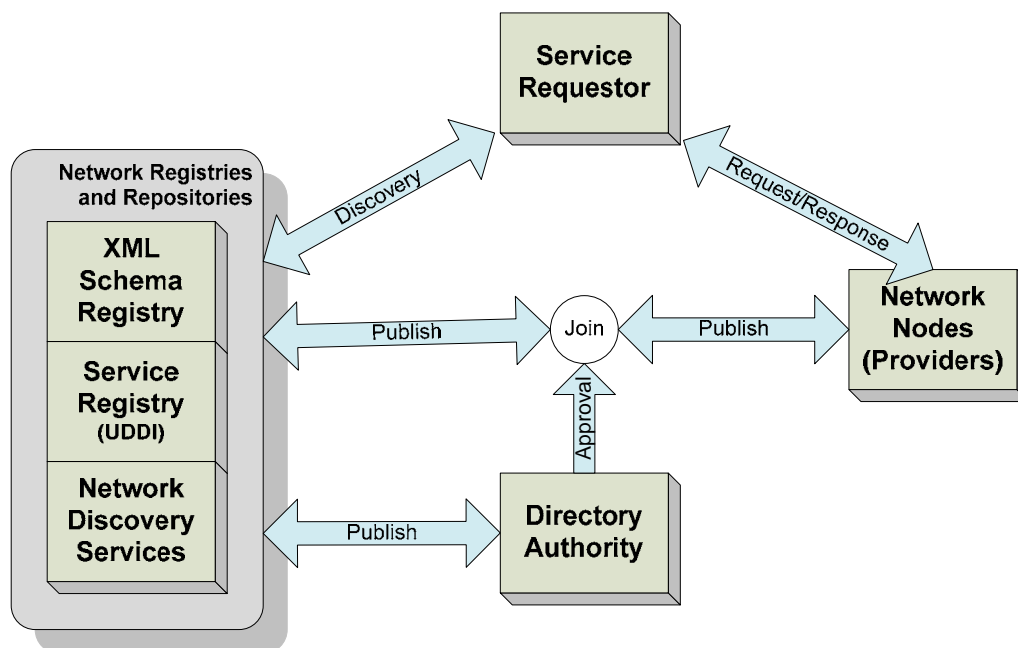 Service
Requestor
Network Registries
and Repositories
Discovery
Request/Response
XML
Schema
Registry
Publish
Join
Publish
Network
Nodes
(Providers)
Service
Registry
(UDDI)
Approval
Network
Discovery
Services
Publish
Directory
Authority